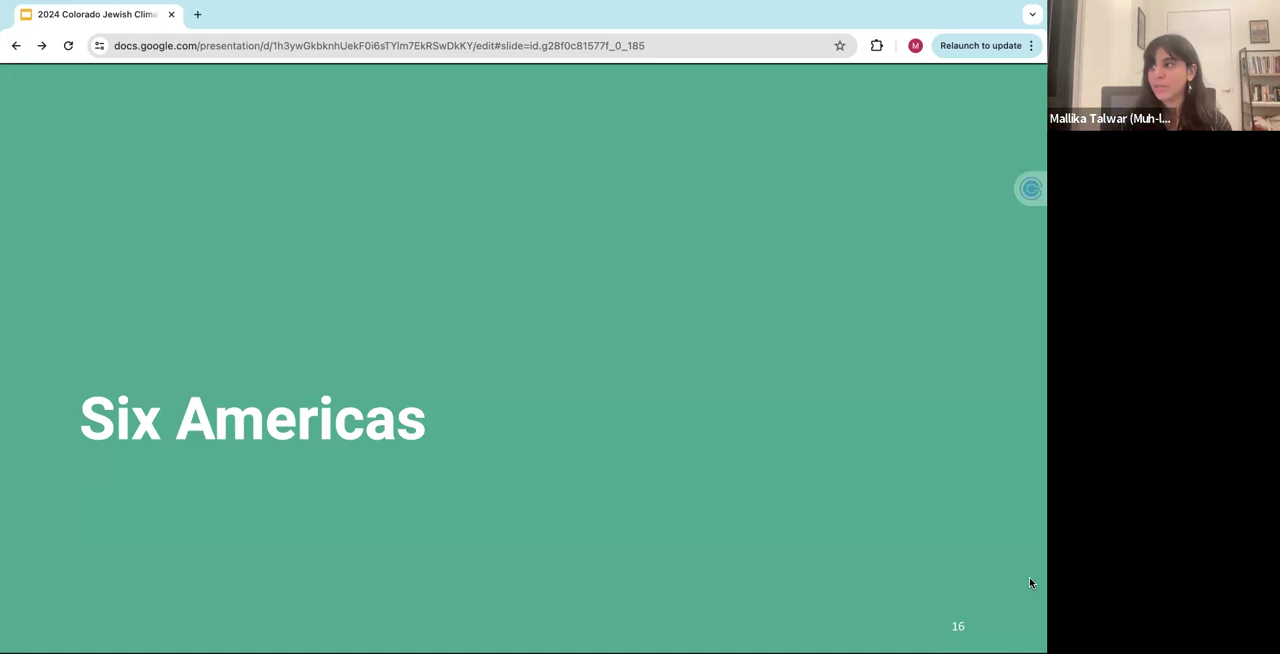 2024 Colorado Jewish Clima
docs.google.com/presentation/d/1h3ywGkbknhUekF0i6sTYlm7EkRSwDkKY/edit#slide=id.g28f0c81577f_0_185
M
Relaunch to update
Mallika Talwar (Muh-l...
Six Americas
16